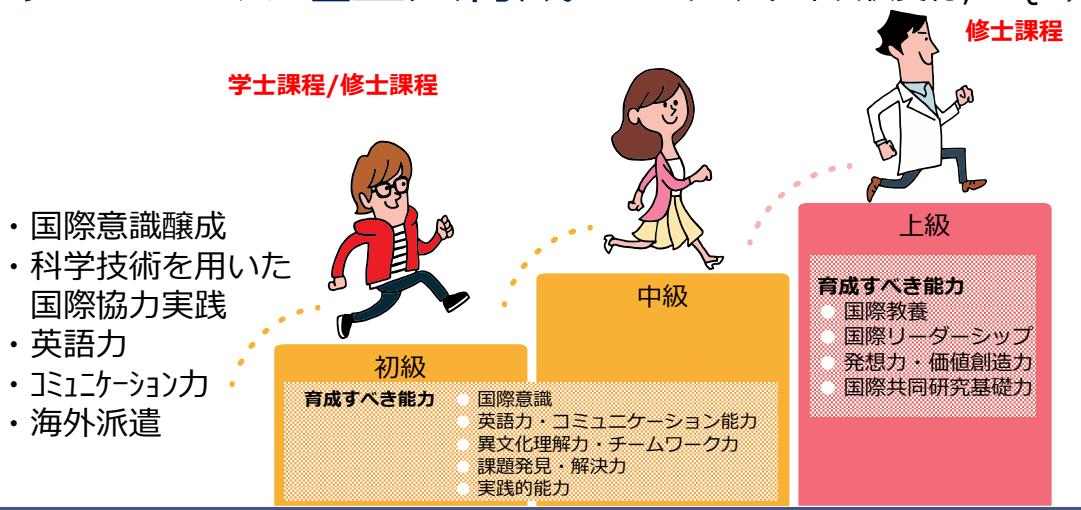 修士課程
学士課程/修士課程
・国際意識醸成
・科学技術を用いた
国際協力実践
・英語力
・コミュニケーション力
・海外派遣
初級
中級
上級
育成すべき能力
国際意識
英語力・コミュニケーション能力
異文化理解力・チームワーク力
課題発見・解決力
実践的能力
育成すべき能力
国際教養
国際リーダーシップ
発想力・価値創造力
国際共同研究基礎力